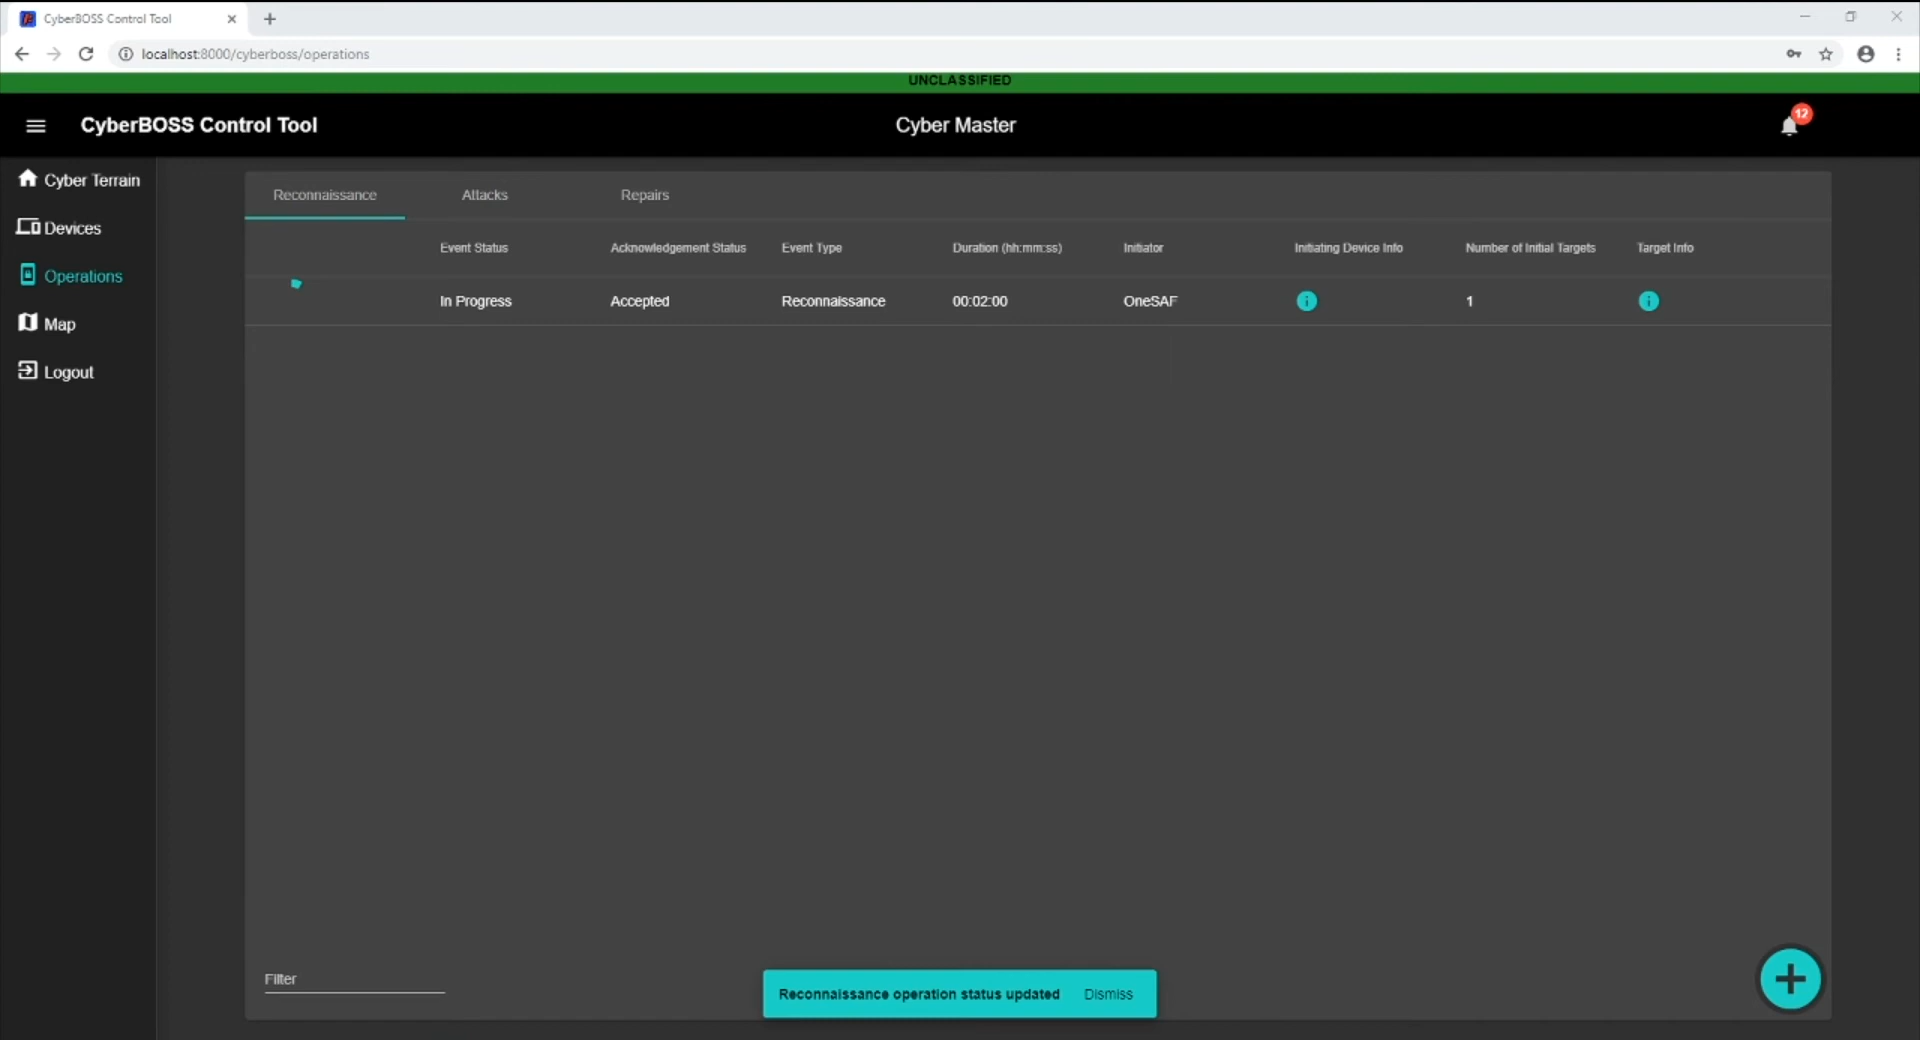 CyberBOSS Control Tool
localhost:8000/cyberboss/operations
UNCLASSIFIED
CyberBOSS Control Tool
Cyber Master
12
Cyber Terrain
Devices
Operations
Map
Logout
Reconnaissance Attacks Repairs
Event Status Acknowledgement Status Event Type Duration (hh:mm:ss) Initiator Initiating Device Info Number of Initial Targets Target Info
In Progress Accepted Reconnaissance 00:02:00 OneSAF 1
Filter
Reconnaissance operation status updated Dismiss